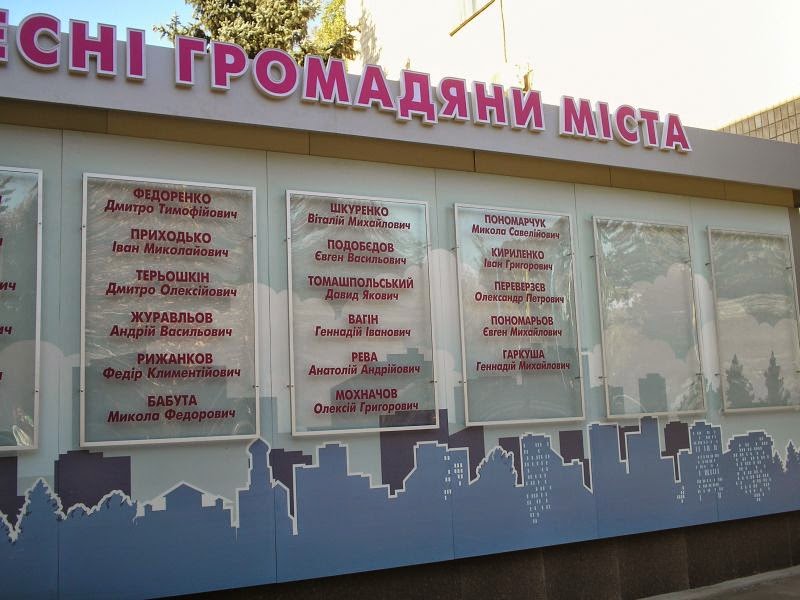 ЕСНІ ГРОМАДЯНИ МІСТА
ФЕДОРЕНКО
Дмитро Тимофійович
ПРИХОДЬКО
Іван Миколайович
ТЕРЬОШКІН
Дмитро Олексійович
ЖУРАВЛЬОВ
Андрій Васильович
РИЖАНКОВ
Федір Климентійович
БАБУТА
Микола Федорович
ШКУРЕНКО
Віталій Михайлович
ПОДОБЄДОВ
Євген Васильович
ТОМАШПОЛЬСЬКИЙ
Давид Якович
ВАГІН
Геннадій Іванович
РЕВА
Анатолій Андрійович
МОХНАЧОВ
Олексій Григорович
ПОНОМАРЧУК
Микола Савелійович
КИРИЛЕНКО
Іван Григорович
ПЕРЕВЕРЗЄВ
Олександр Петрович
ПОНОМАРЬОВ
Євген Михайлович
ГАРКУША
Геннадій Михайлович